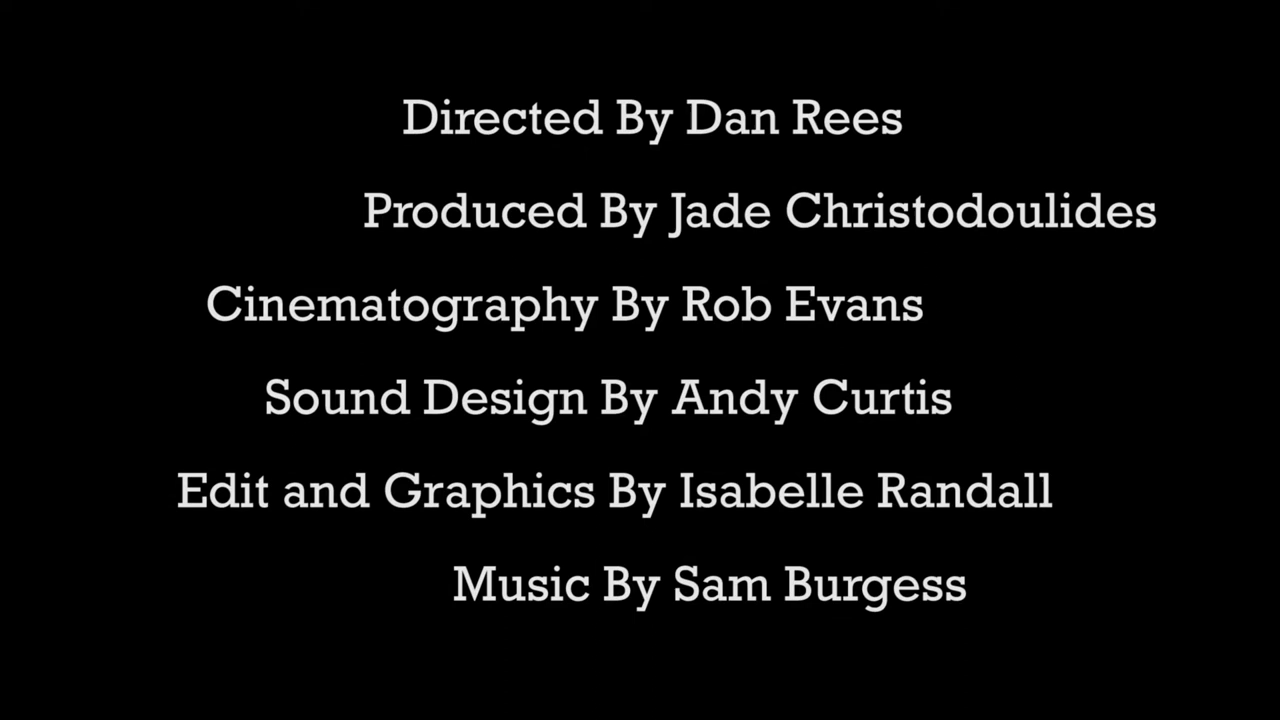 Directed By Dan Rees
Produced By Jade Christodoulides
Cinematography By Rob Evans
Sound Design By Andy Curtis
Edit and Graphics By Isabelle Randall
Music By Sam Burgess